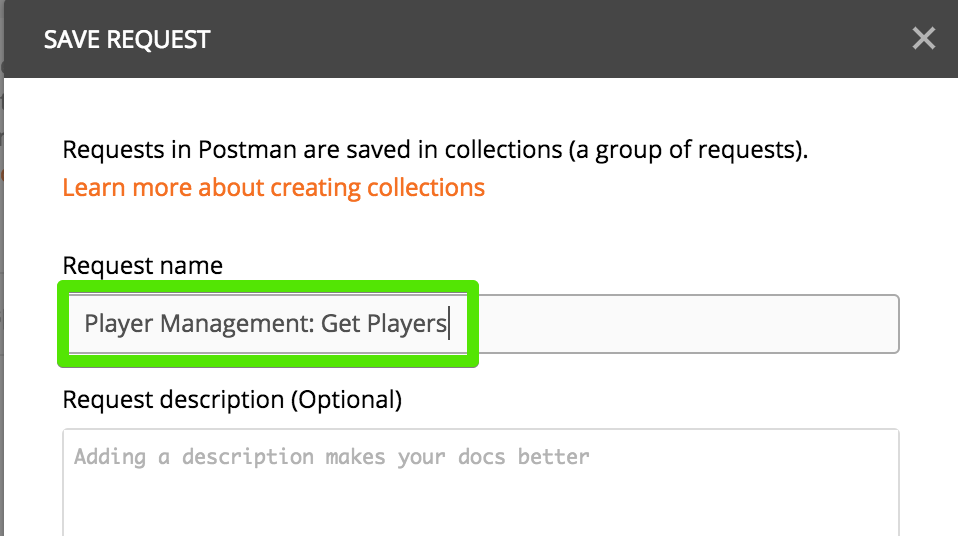 SAVE REQUEST
Requests in Postman are saved in collections (a group of requests).
Learn more about creating collections
Request name
Player Management: Get Players
Request description (Optional)
Adding a description makes your docs better